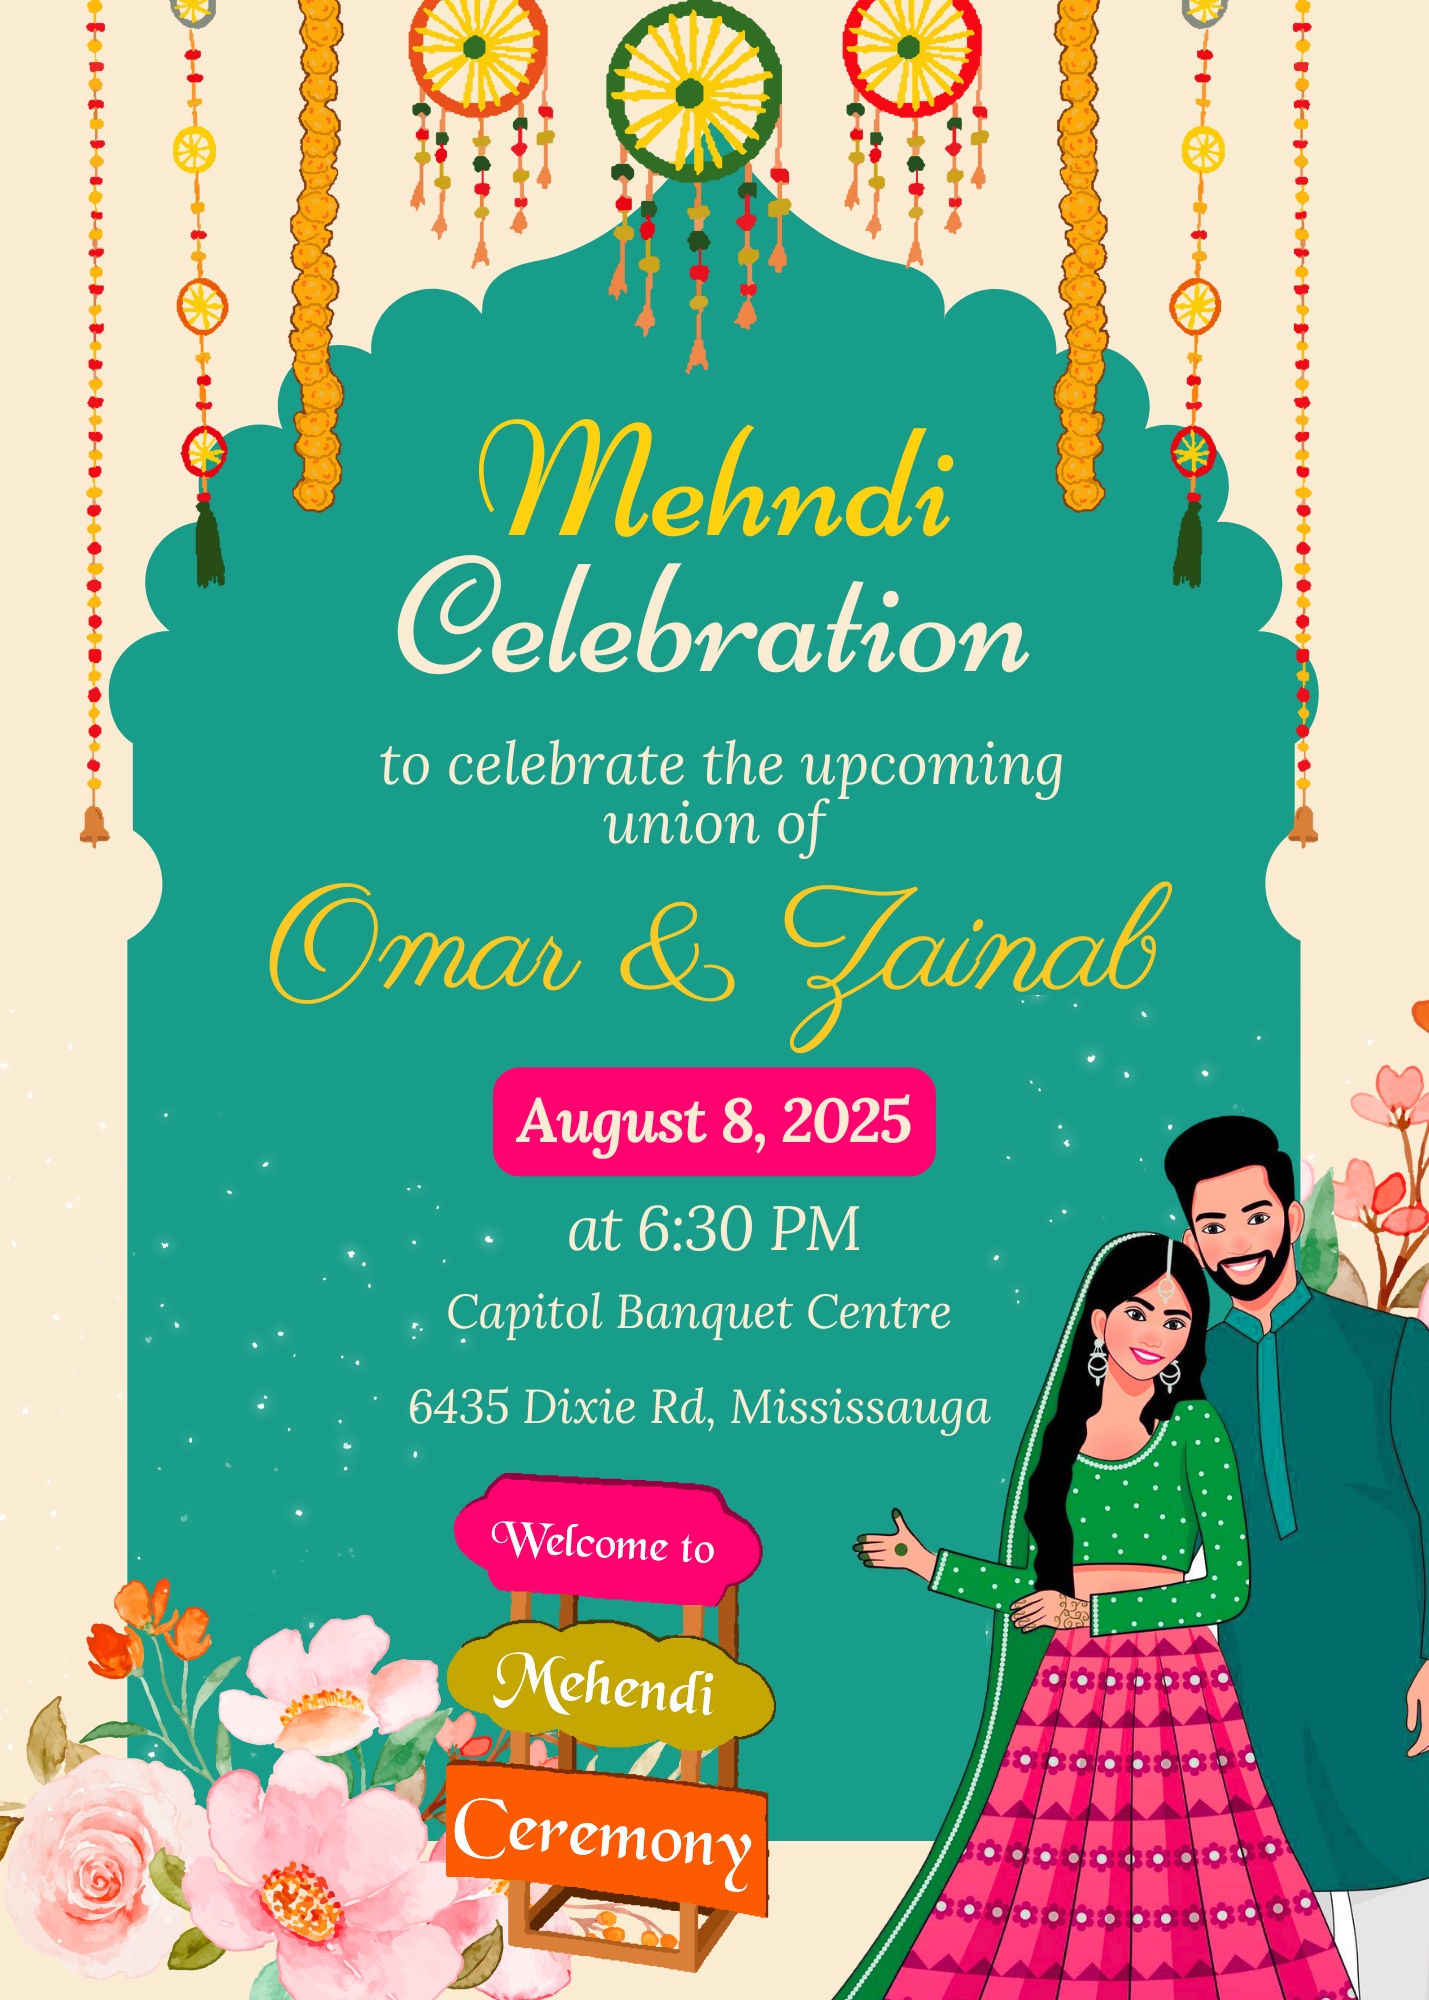 Mehndi
Celebration
to celebrate the upcoming
union of
Omar & Zainab
August 8, 2025
at 6:30 PM
Capitol Banquet Centre
6435 Dixie Rd, Mississauga
Welcome to
Mehendi
Ceremony